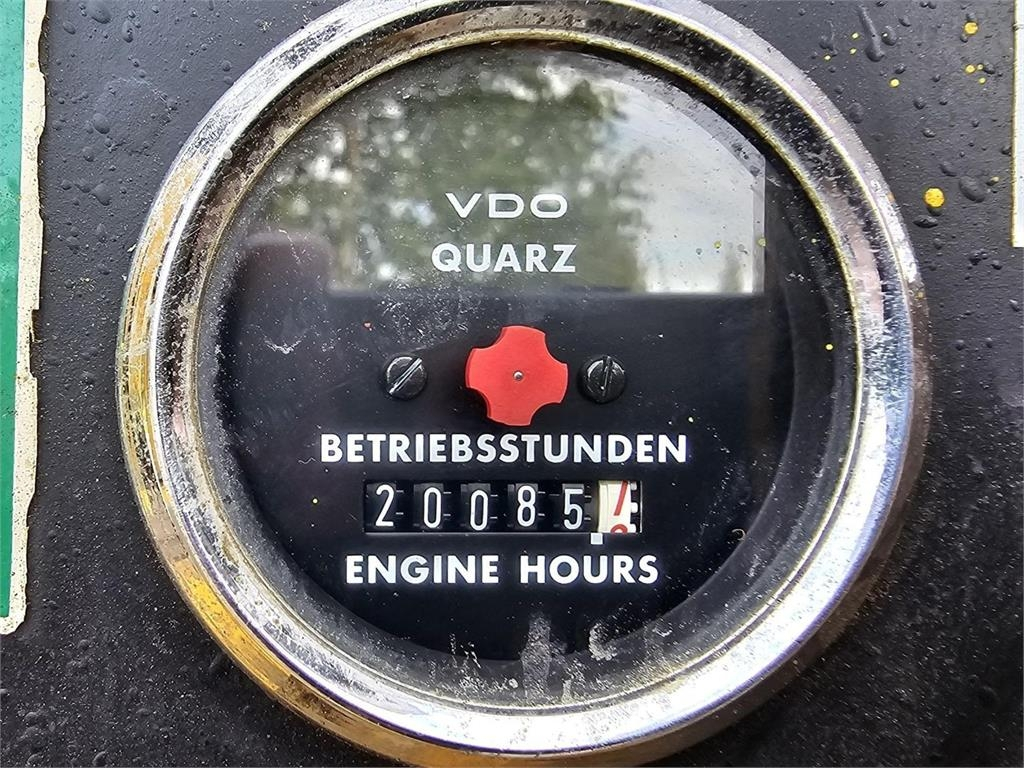 VDO
QUARZ
BETRIEBSSTUNDEN
20085
ENGINE HOURS